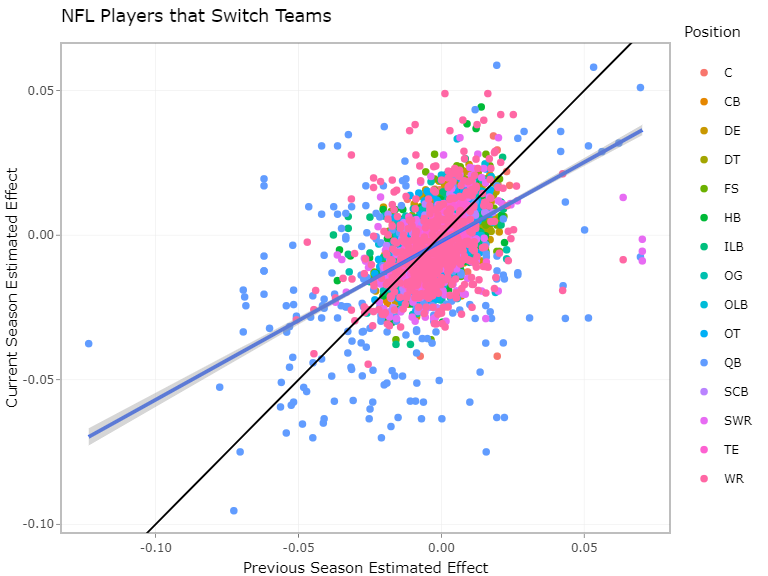 NFL Players that Switch Teams
Position
C
CB
DE
DT
FS
HB
ILB
OG
OLB
OT
QB
SCB
SWR
TE
WR
Current Season Estimated Effect
0.05
0.00
-0.05
-0.10
-0.10
-0.05
0.00
0.05
Previous Season Estimated Effect